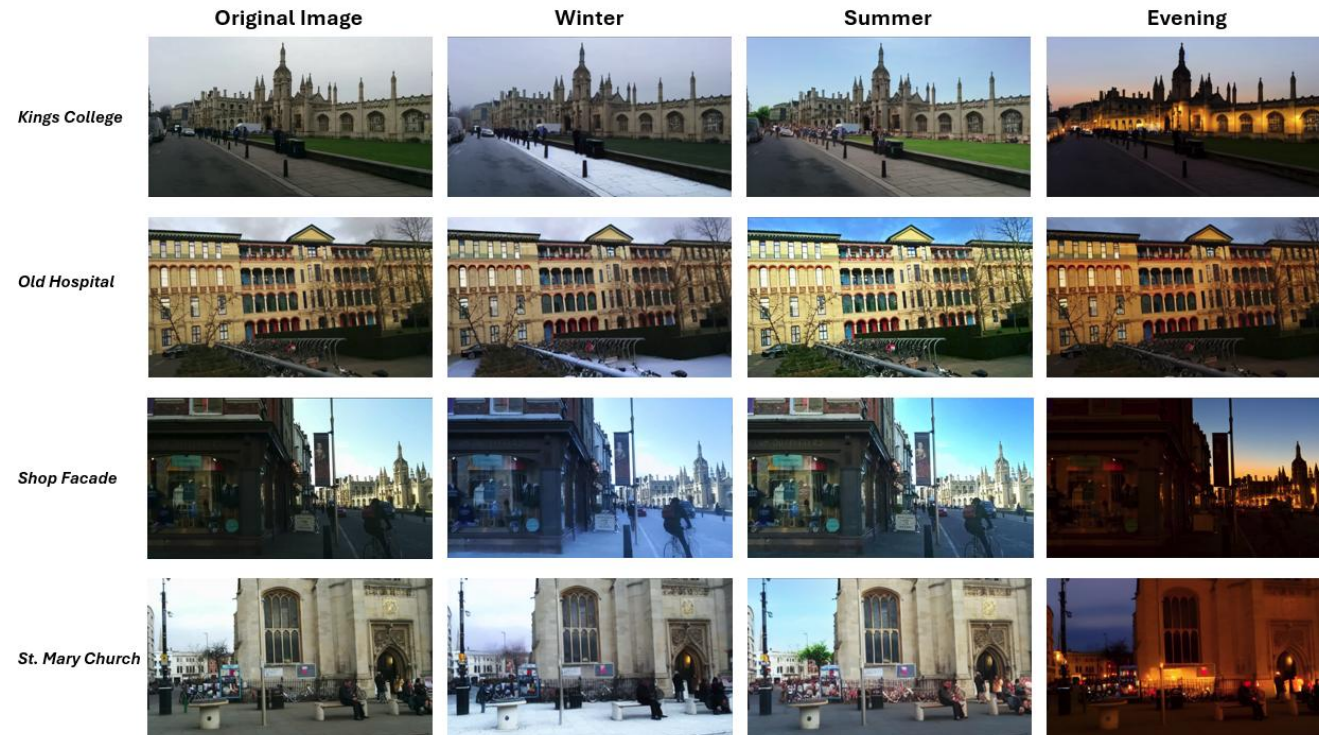 Original Image
Winter
Summer
Evening
Kings College
Old Hospital
Shop Facade
St. Mary Church